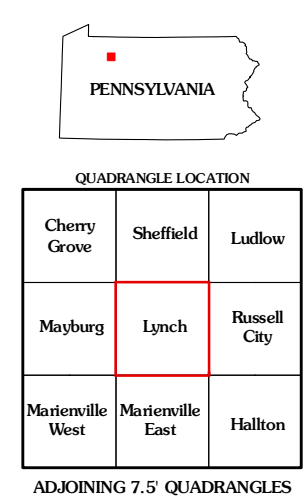 PENNSYLVANIA
QUADRANGLE LOCATION
Cherry
Grove
Sheffield
Ludlow
Mayburg
Lynch
Russell
City
Marienville
West
Marienville
East
Hallton
ADJOINING 7.5' QUADRANGLES